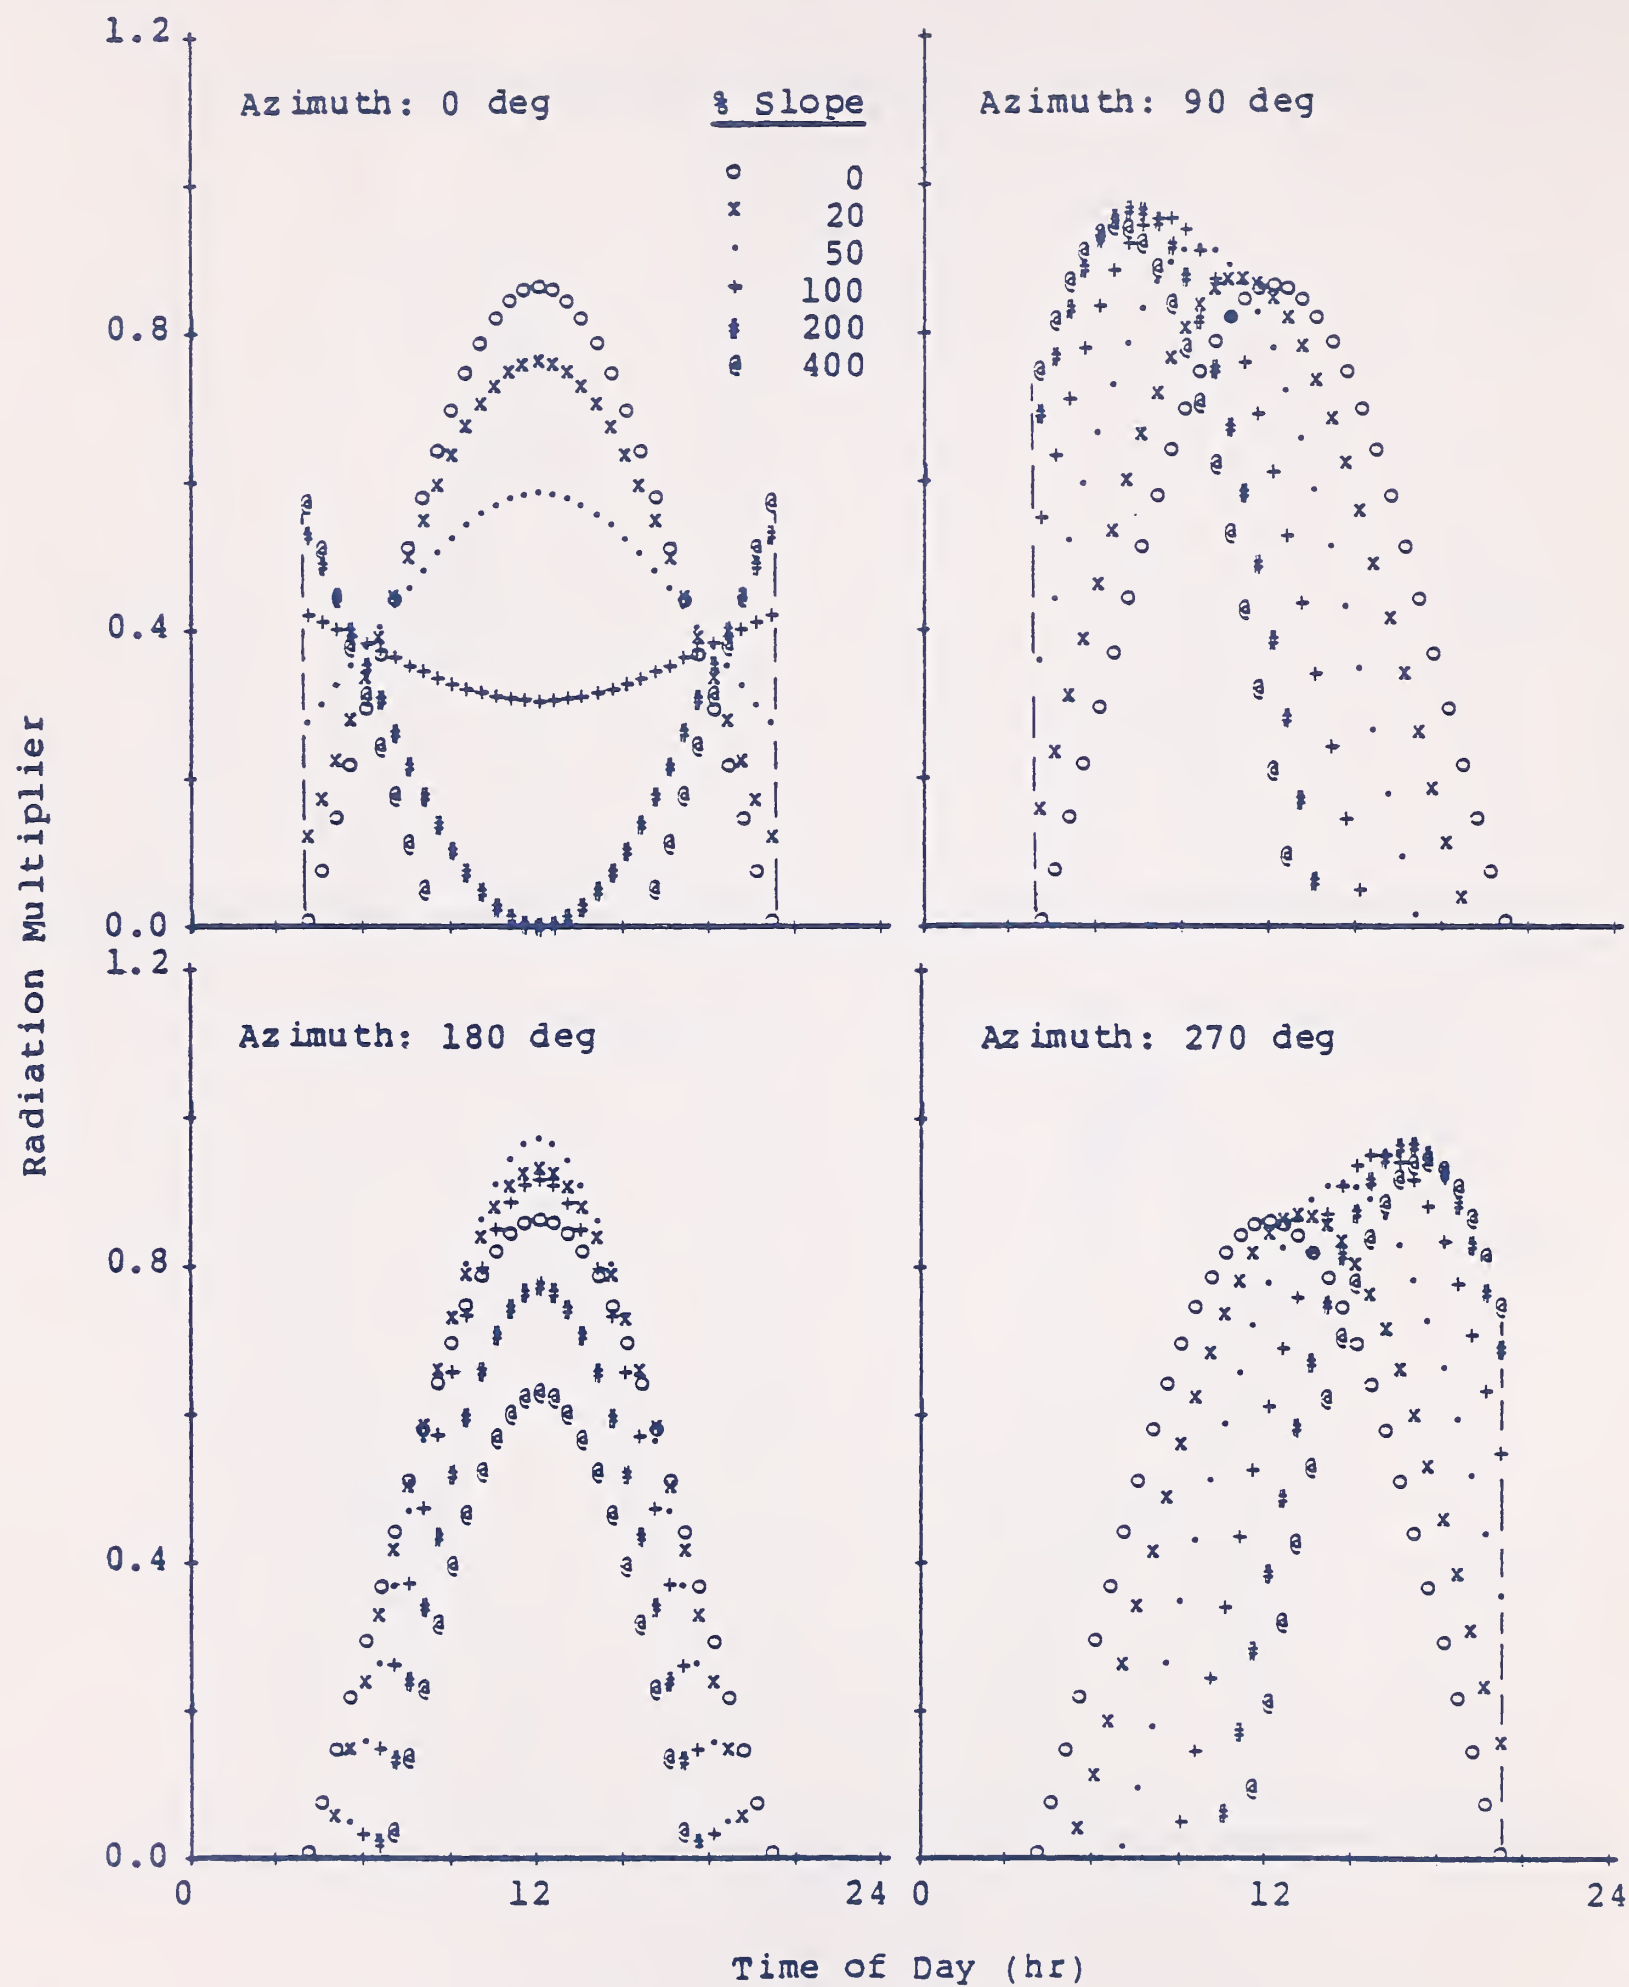 1.2
Azimuth: 0 deg
% Slope
o 0
x 20
. 50
+ 100
# 200
@ 400
0.8
0.4
0.0
Azimuth: 90 deg
1.2
Azimuth: 180 deg
0.8
0.4
0.0
0 12 24
Azimuth: 270 deg
0 12 24
Radiation Multiplier
Time of Day (hr)